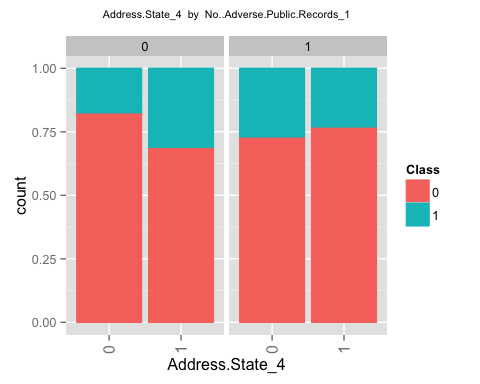 Address.State_4 by No..Adverse.Public.Records_1
0 1
1.00
0.75
0.50
0.25
0.00
count
Class
0
1
0 1 0 1
Address.State_4